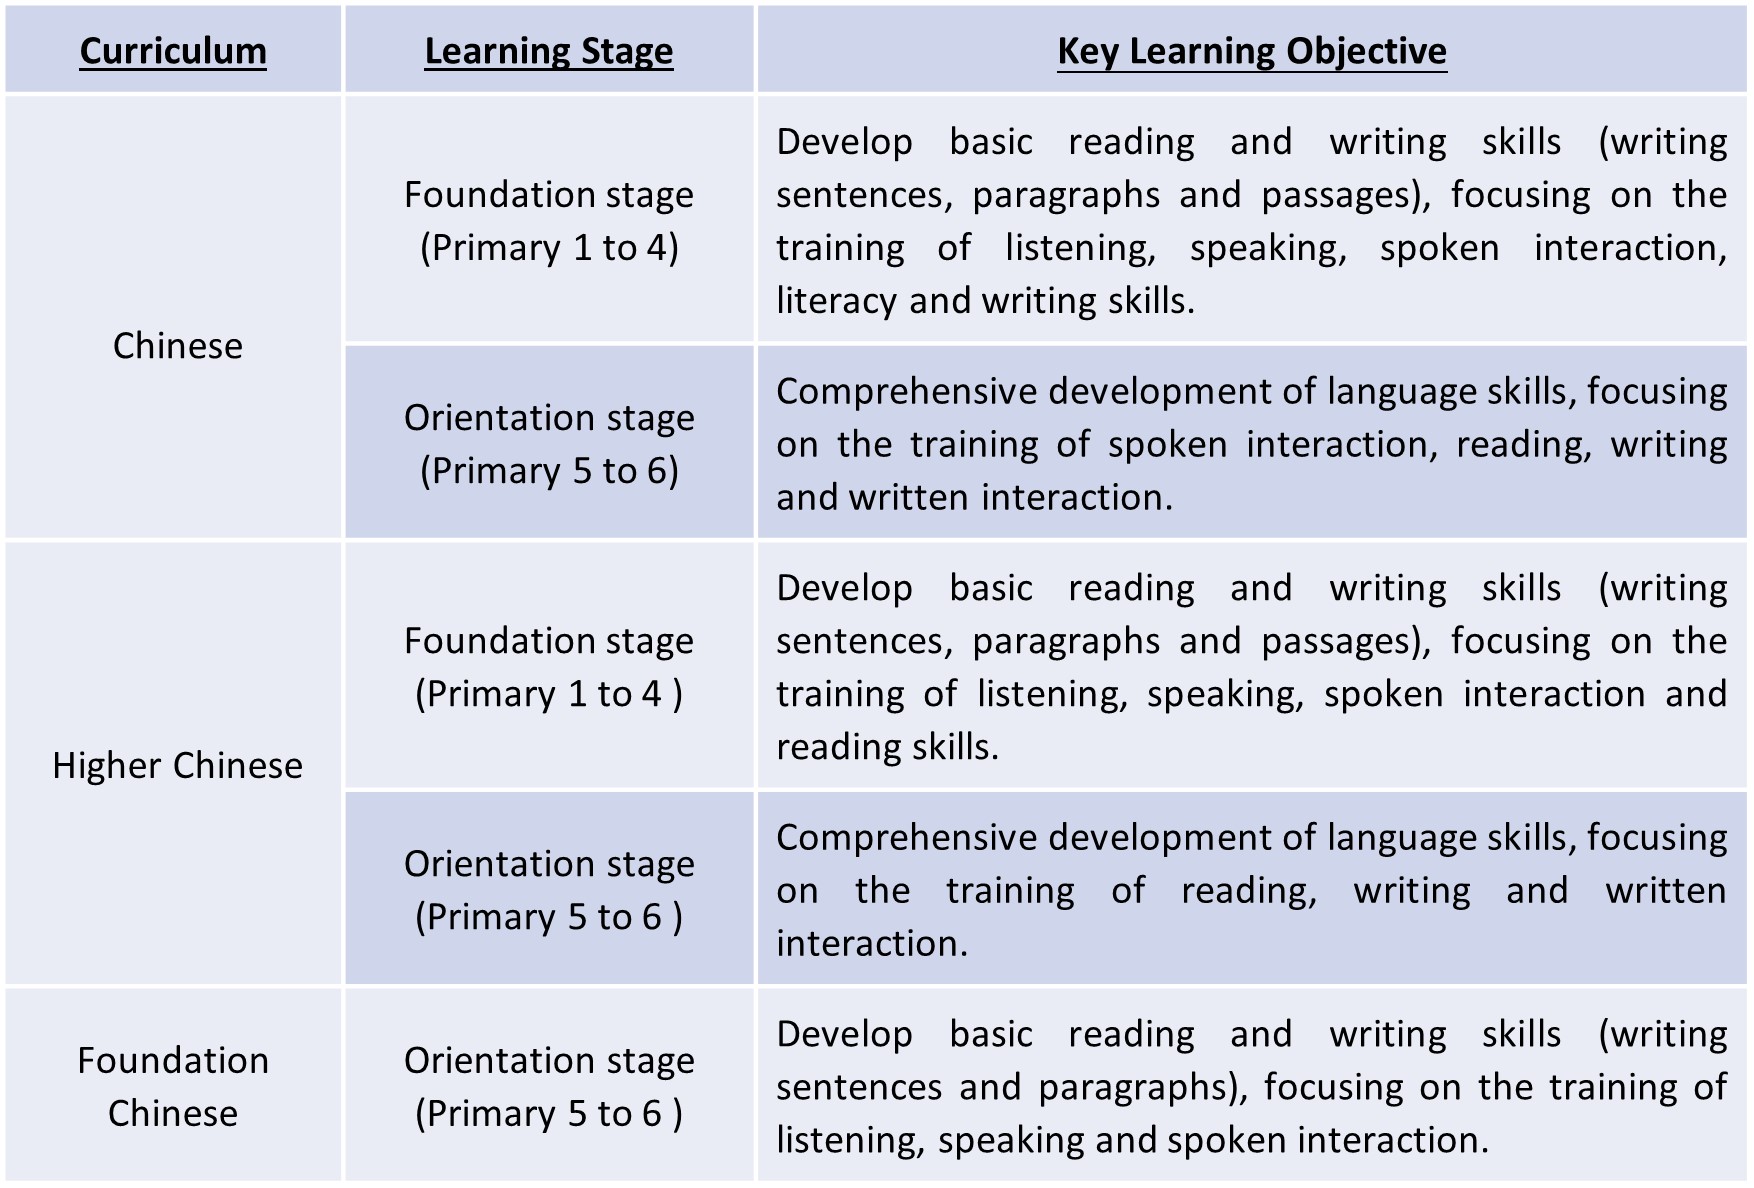 Curriculum
Learning Stage
Key Learning Objective
Chinese
Foundation stage
(Primary 1 to 4)
Develop basic reading and writing skills (writing
sentences, paragraphs and passages), focusing on the
training of listening, speaking, spoken interaction,
literacy and writing skills.
Orientation stage
(Primary 5 to 6)
Comprehensive development of language skills, focusing
on the training of spoken interaction, reading, writing
and written interaction.
Higher Chinese
Foundation stage
(Primary 1 to 4 )
Develop basic reading and writing skills (writing
sentences, paragraphs and passages), focusing on the
training of listening, speaking, spoken interaction and
reading skills.
Orientation stage
(Primary 5 to 6 )
Comprehensive development of language skills, focusing
on the training of reading, writing and written
interaction.
Foundation
Chinese
Orientation stage
(Primary 5 to 6 )
Develop basic reading and writing skills (writing
sentences and paragraphs), focusing on the training of
listening, speaking and spoken interaction.